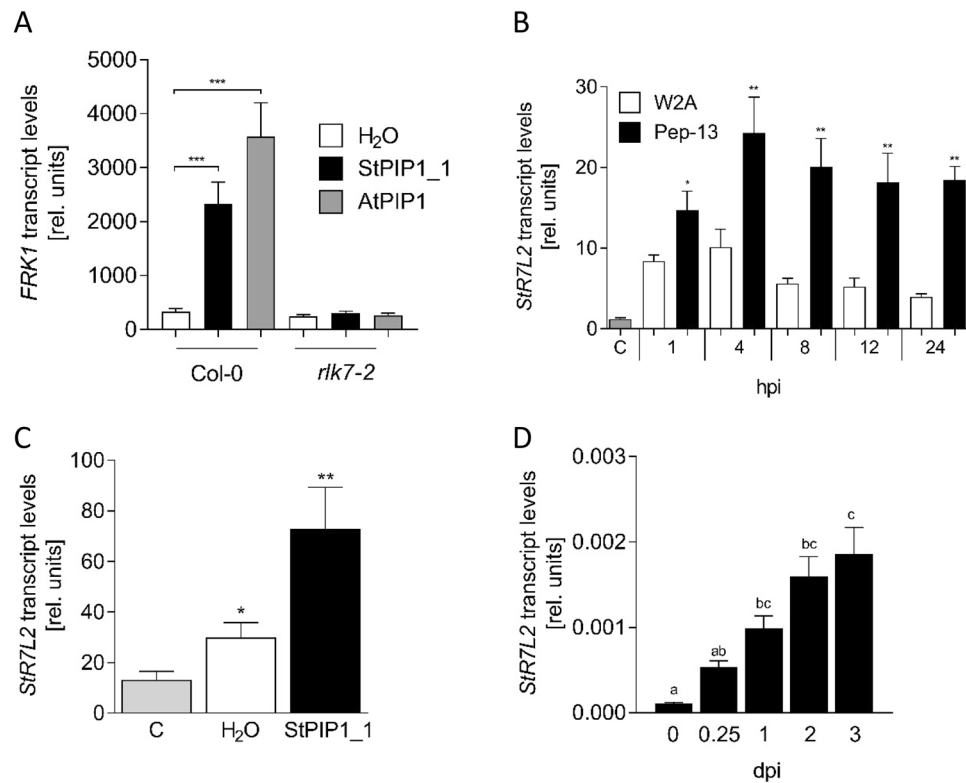 A
FRK1 transcript levels
[rel. units]
5000
4000
3000
2000
1000
0
***
***
H₂O
StPIP1_1
AtPIP1
Col-0
rlk7-2
B
StR7L2 transcript levels
[rel. units]
30
20
10
0
W2A
Pep-13
*
**
**
**
**
C
1
4
8
12
24
hpi
C
StR7L2 transcript levels
[rel. units]
100
80
60
40
20
0
*
**
C
H₂O
StPIP1_1
D
StR7L2 transcript levels
[rel. units]
0.003
0.002
0.001
0.000
a
ab
bc
bc
c
0
0.25
1
2
3
dpi